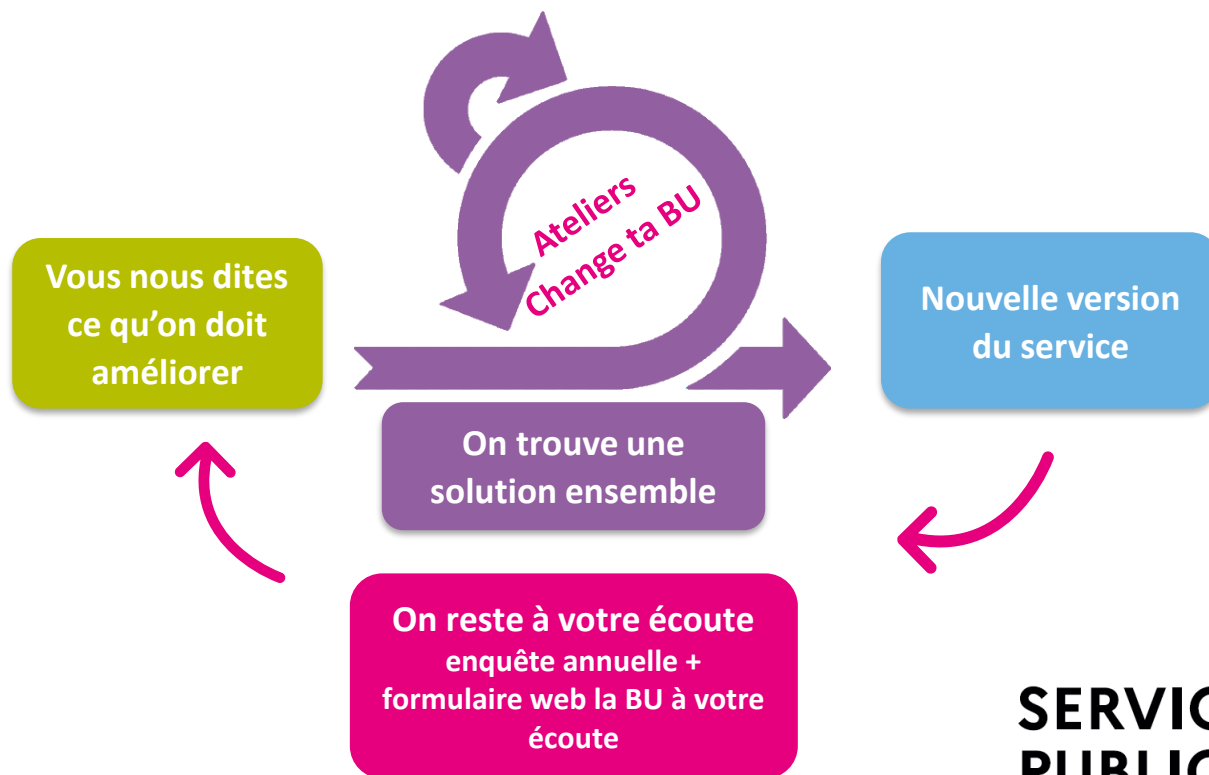 Ateliers
Change ta BU
Vous nous dites
ce qu’on doit
améliorer
Nouvelle version
du service
On trouve une
solution ensemble
On reste à votre écoute
enquête annuelle +
formulaire web la BU à votre
écoute